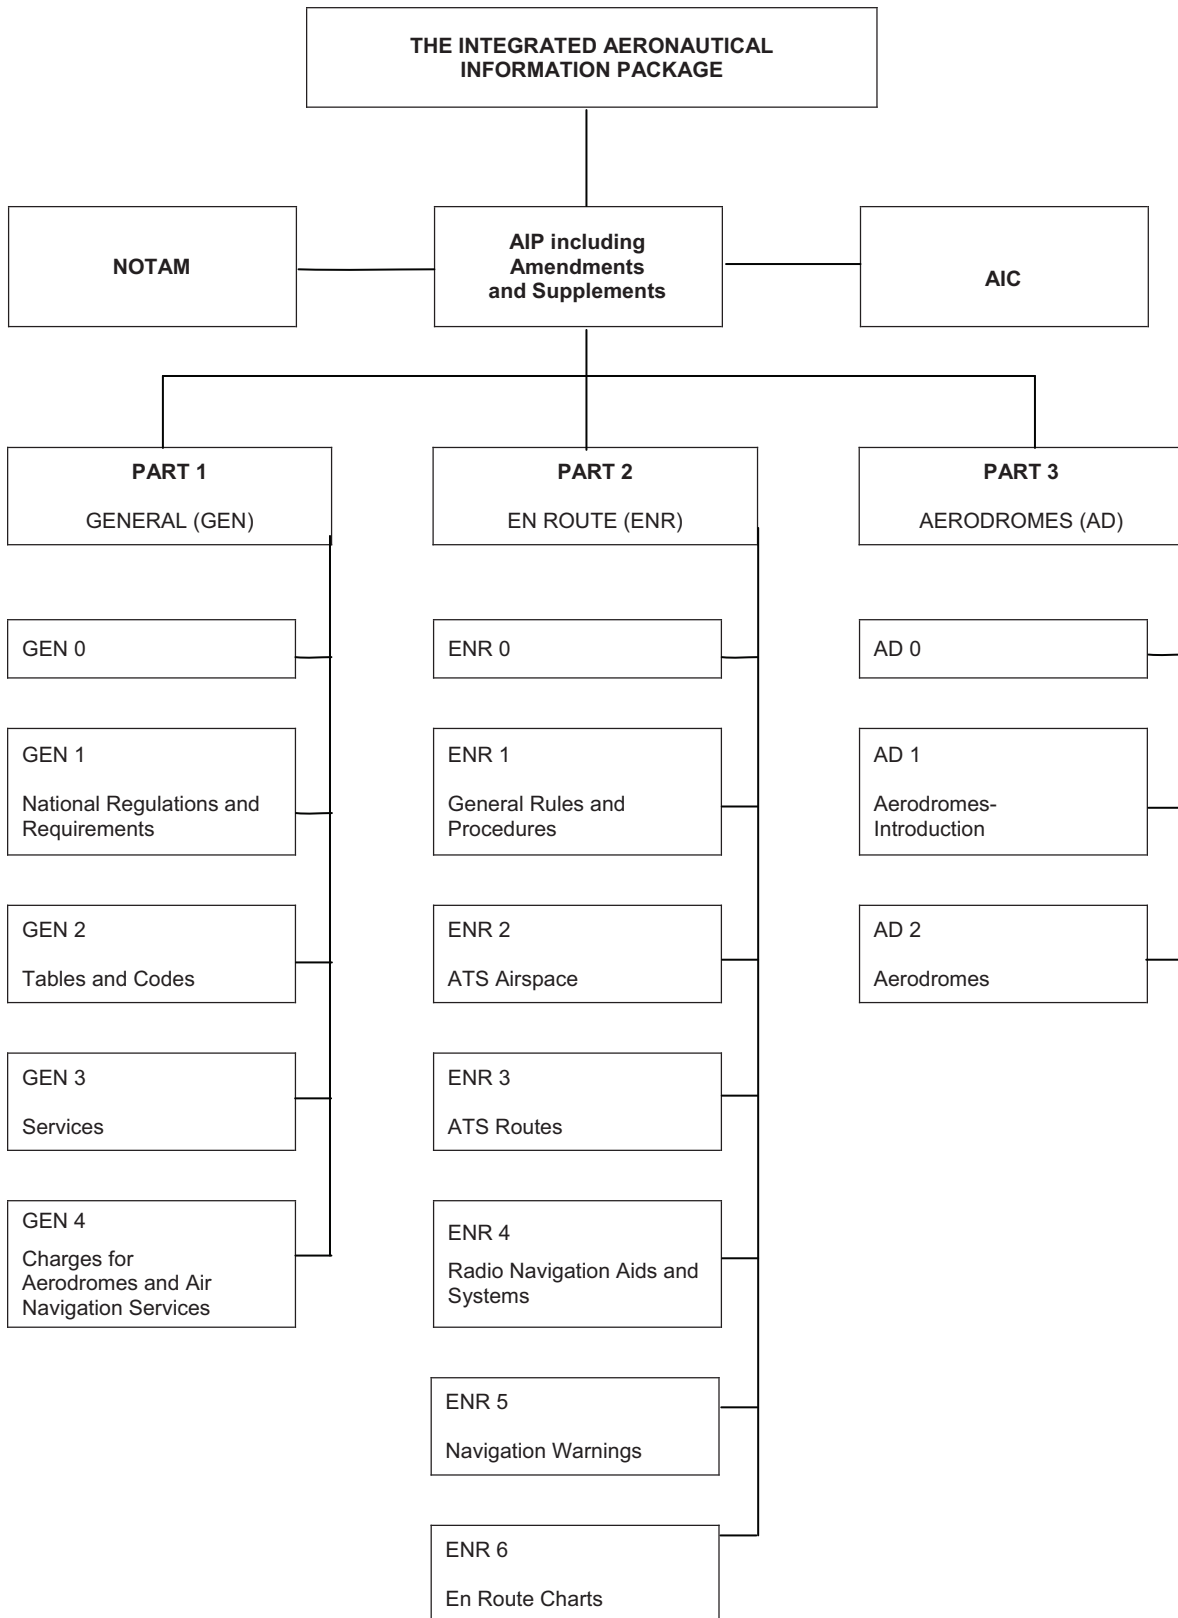 THE INTEGRATED AERONAUTICAL
INFORMATION PACKAGE
NOTAM
AIP including
Amendments
and Supplements
AIC
PART 1
GENERAL (GEN)
PART 2
EN ROUTE (ENR)
PART 3
AERODROMES (AD)
GEN 0
GEN 1
National Regulations and
Requirements
GEN 2
Tables and Codes
GEN 3
Services
GEN 4
Charges for
Aerodromes and Air
Navigation Services
ENR 0
ENR 1
General Rules and
Procedures
ENR 2
ATS Airspace
ENR 3
ATS Routes
ENR 4
Radio Navigation Aids and
Systems
ENR 5
Navigation Warnings
ENR 6
En Route Charts
AD 0
AD 1
Aerodromes-
Introduction
AD 2
Aerodromes